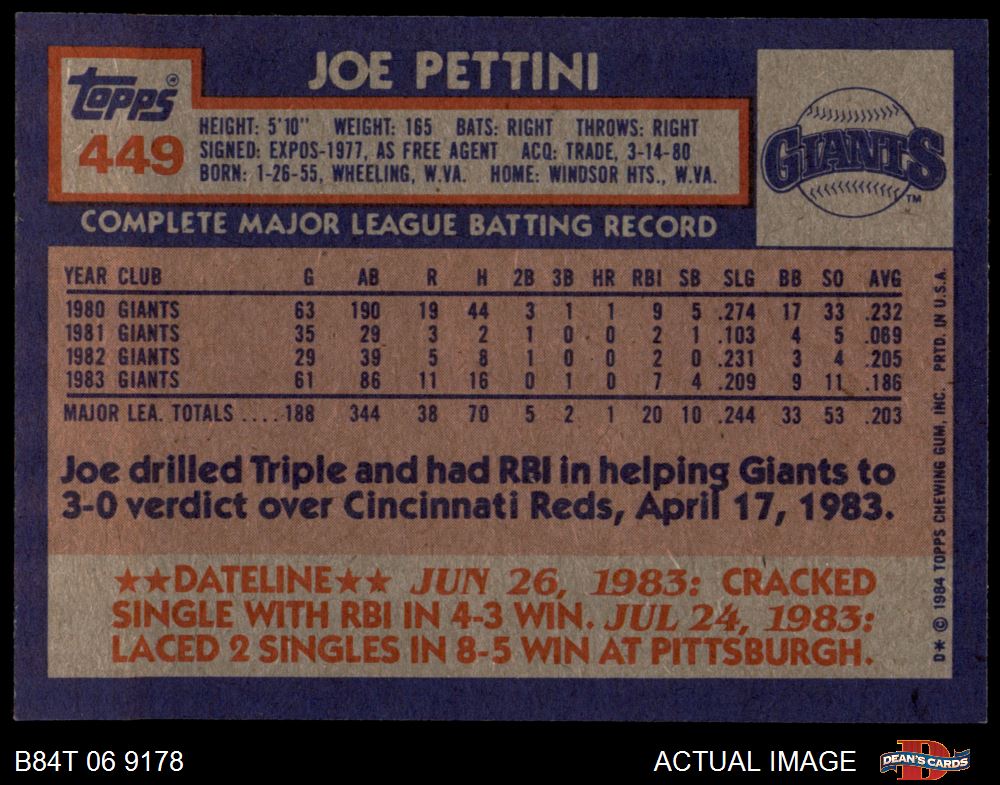 JOE PETTINI
Topps®
449
HEIGHT: 5'10" WEIGHT: 165 BATS: RIGHT THROWS: RIGHT
SIGNED: EXPOS-1977, AS FREE AGENT ACQ: TRADE, 3-14-80
BORN: 1-26-55, WHEELING, W.VA. HOME: WINDSOR HTS., W.VA.
GIANTS
TM
COMPLETE MAJOR LEAGUE BATTING RECORD
YEAR CLUB G AB R H 2B 3B HR RBI SB SLG BB SO AVG
1980 GIANTS 63 190 19 44 3 1 1 9 5 .274 17 33 .232
1981 GIANTS 35 29 3 2 1 0 0 2 1 .103 4 5 .069
1982 GIANTS 29 39 5 8 1 0 0 2 0 .231 3 4 .205
1983 GIANTS 61 86 11 16 0 1 0 7 4 .209 9 11 .186
MAJOR LEA. TOTALS ....188 344 38 70 5 2 1 20 10 .244 33 53 .203
Joe drilled Triple and had RBI in helping Giants to
3-0 verdict over Cincinnati Reds, April 17, 1983.
★★DATELINE★★ JUN 26, 1983: CRACKED
SINGLE WITH RBI IN 4-3 WIN. JUL 24, 1983:
LACED 2 SINGLES IN 8-5 WIN AT PITTSBURGH.
D* © 1984 TOPPS CHEWING GUM, INC. PRTD. IN U.S.A.
B84T 06 9178
ACTUAL IMAGE
D
DEAN'S CARDS